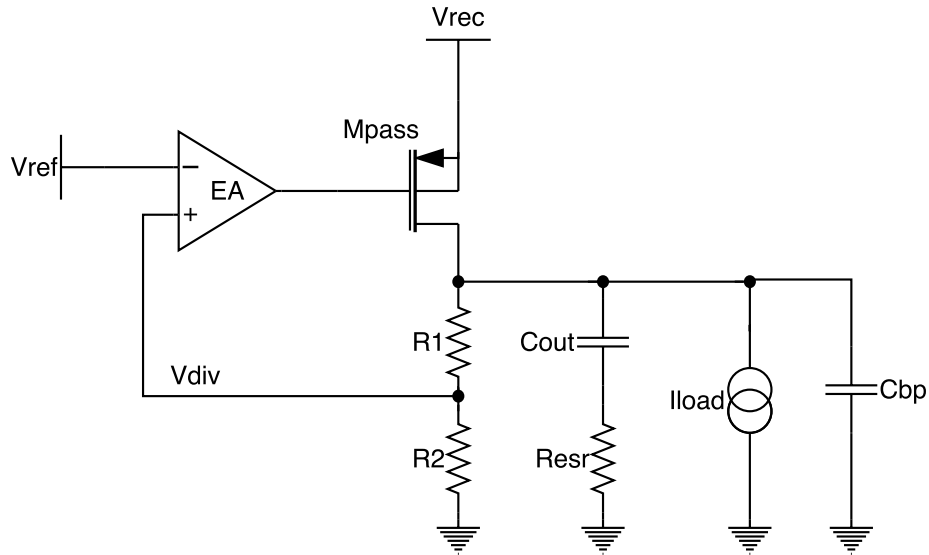 Vrec
Mpass
Vref
−
EA
+
R1
Cout
Vdiv
Iload
Cbp
R2
Resr